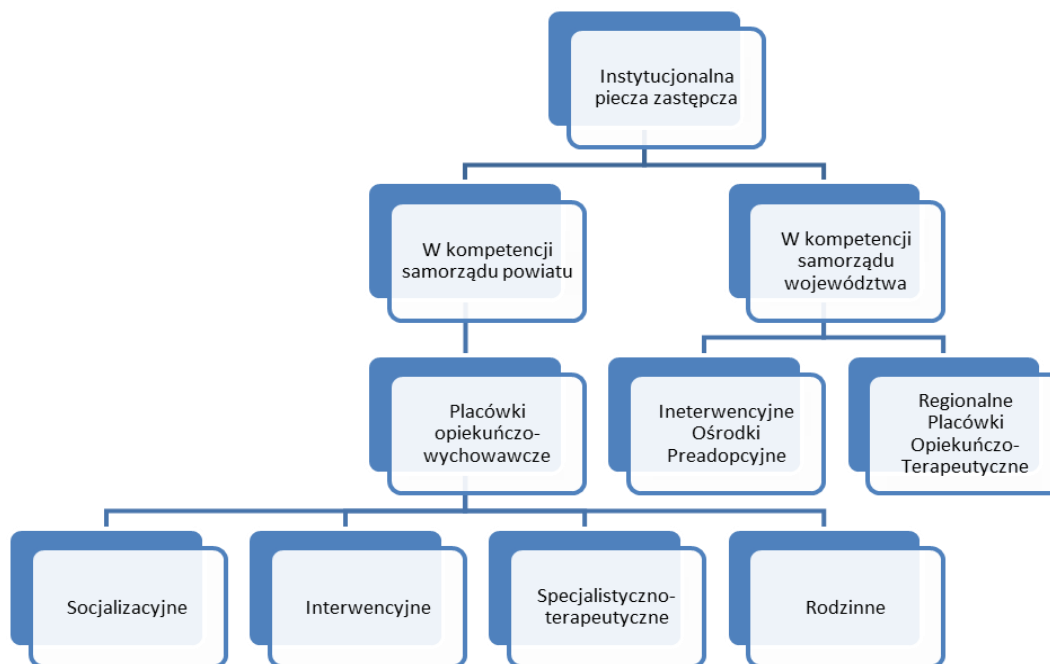 Instytucjonalna
piecza zastępcza
W kompetencji
samorządu powiatu
W kompetencji
samorządu
województwa
Placówki
opiekuńczo-
wychowawcze
Ineterwencyjne
Ośrodki
Preadopcyjne
Regionalne
Placówki
Opiekuńczo-
Terapeutyczne
Socjalizacyjne
Interwencyjne
Specjalistyczno-
terapeutyczne
Rodzinne